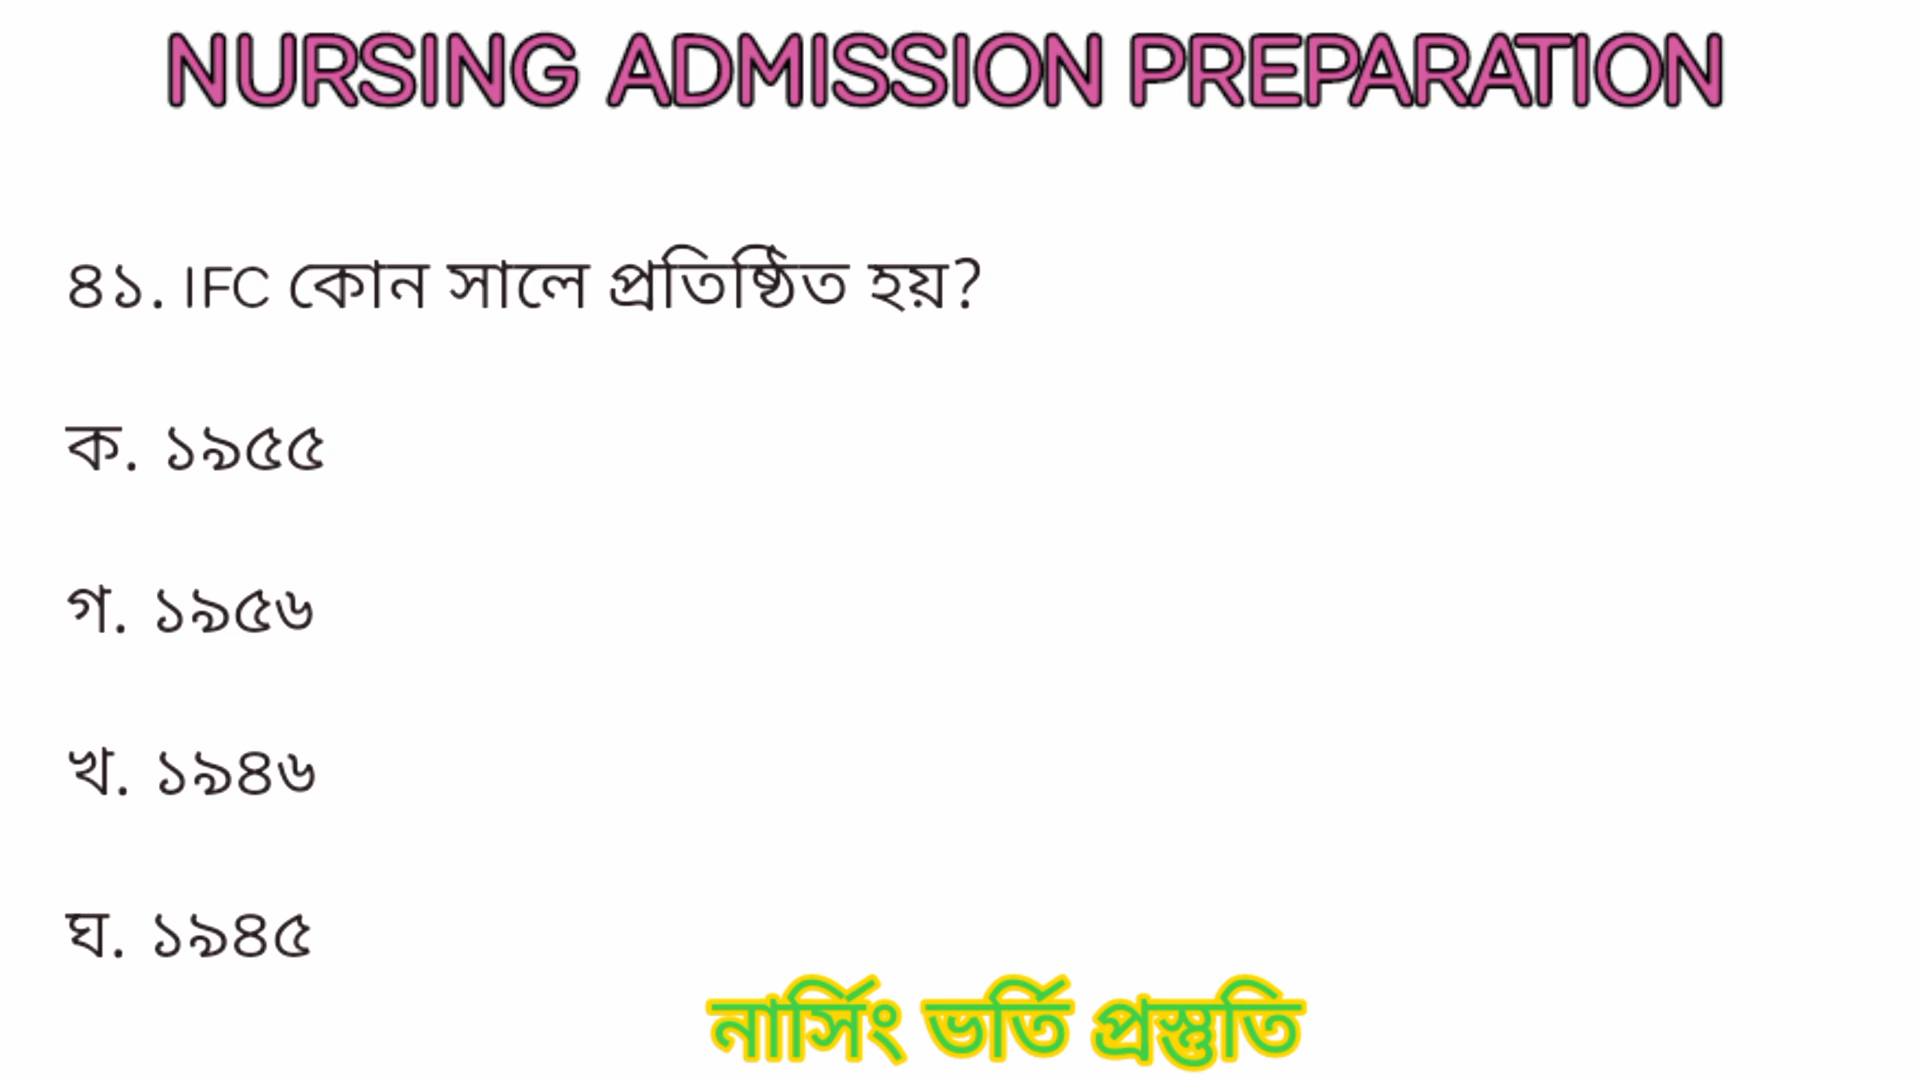 NURSING ADMISSION PREPARATION
৪১. IFC কোন সালে প্রতিষ্ঠিত হয়?
ক. ১৯৫৫
গ. ১৯৫৬
খ. ১৯৪৬
ঘ. ১৯৪৫
নার্সিং ভর্তি প্রস্তুতি